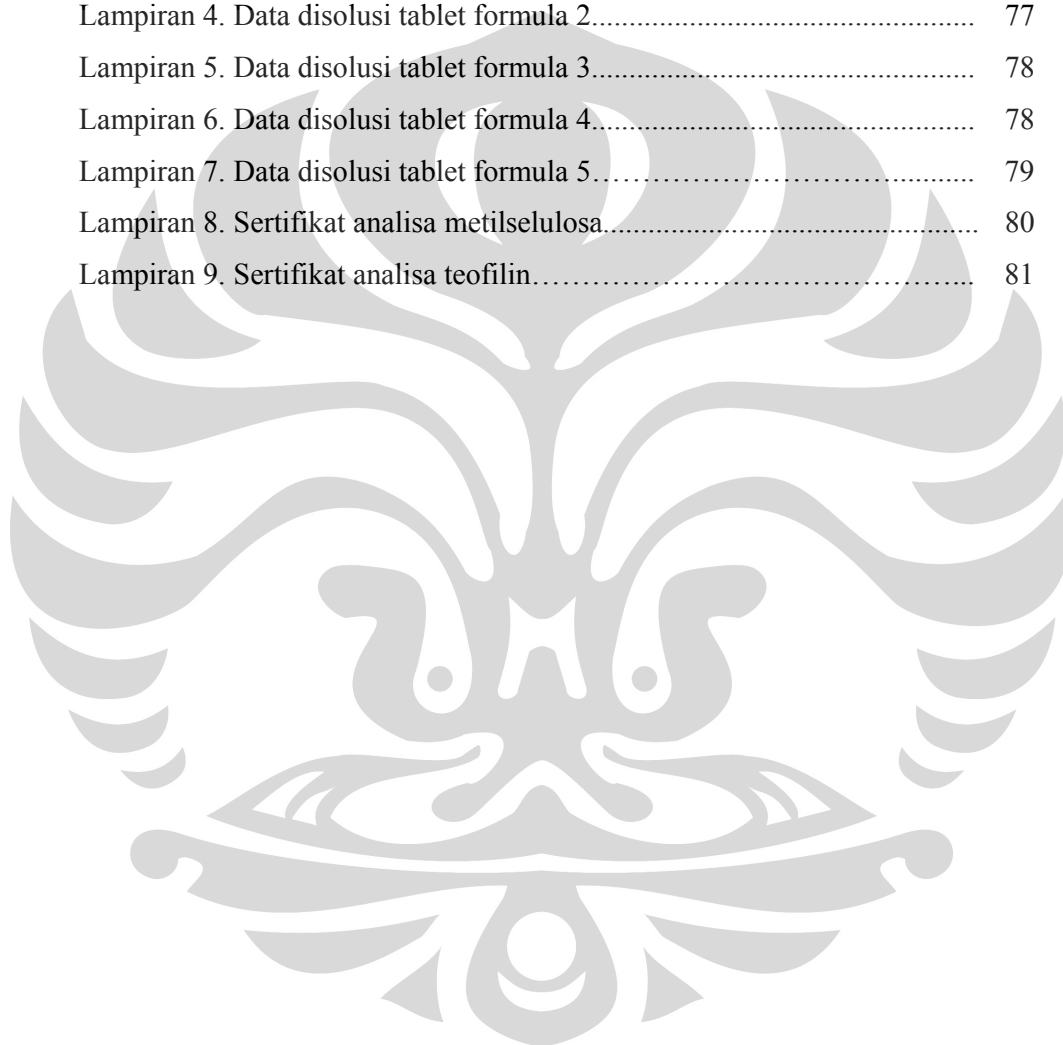 Lampiran 4. Data disolusi tablet formula 2........................................................ 77
Lampiran 5. Data disolusi tablet formula 3........................................................ 78
Lampiran 6. Data disolusi tablet formula 4........................................................ 78
Lampiran 7. Data disolusi tablet formula 5………………………………............ 79
Lampiran 8. Sertifikat analisa metilselulosa....................................................... 80
Lampiran 9. Sertifikat analisa teofilin…………………………………………... 81